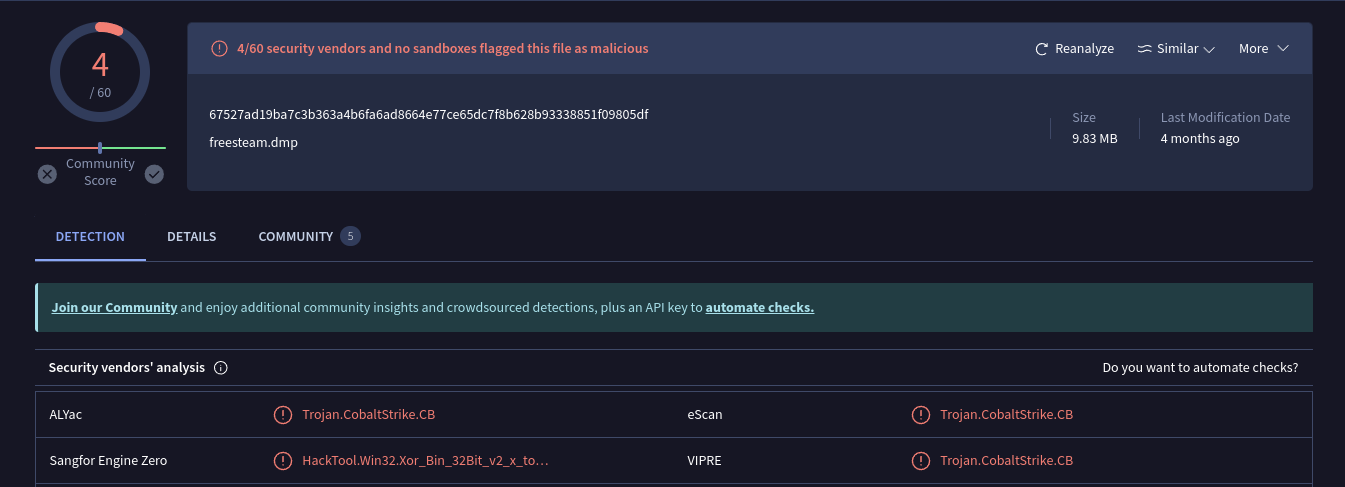 4
/ 60
Community
Score
4/60 security vendors and no sandboxes flagged this file as malicious
Reanalyze
Similar
More
67527ad19ba7c3b363a4b6fa6ad8664e77ce65dc7f8b628b93338851f09805df
freesteam.dmp
Size
9.83 MB
Last Modification Date
4 months ago
DETECTION
DETAILS
COMMUNITY 5
Join our Community and enjoy additional community insights and crowdsourced detections, plus an API key to automate checks.
Security vendors' analysis
Do you want to automate checks?
ALYac
Trojan.CobaltStrike.CB
eScan
Trojan.CobaltStrike.CB
Sangfor Engine Zero
HackTool.Win32.Xor_Bin_32Bit_v2_x_to…
VIPRE
Trojan.CobaltStrike.CB